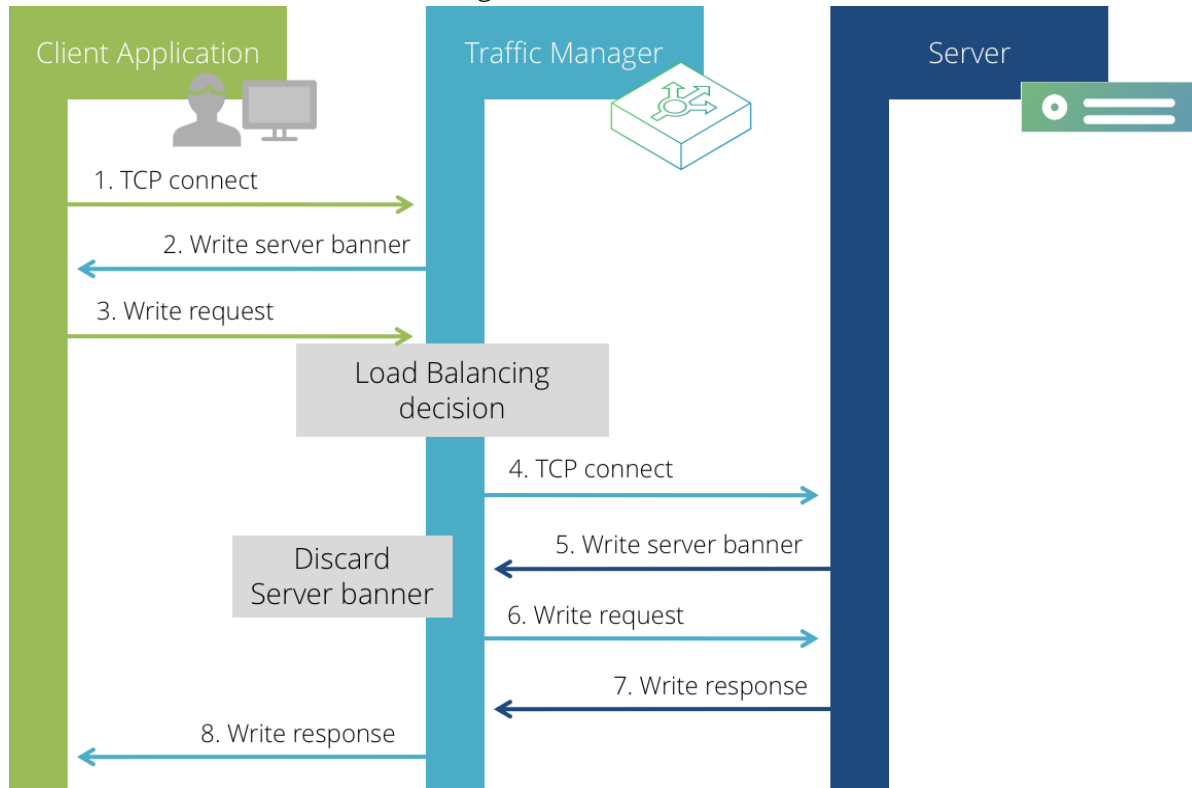 Client Application
Traffic Manager
Server
1. TCP connect
2. Write server banner
3. Write request
Load Balancing
decision
4. TCP connect
5. Write server banner
Discard
Server banner
6. Write request
7. Write response
8. Write response